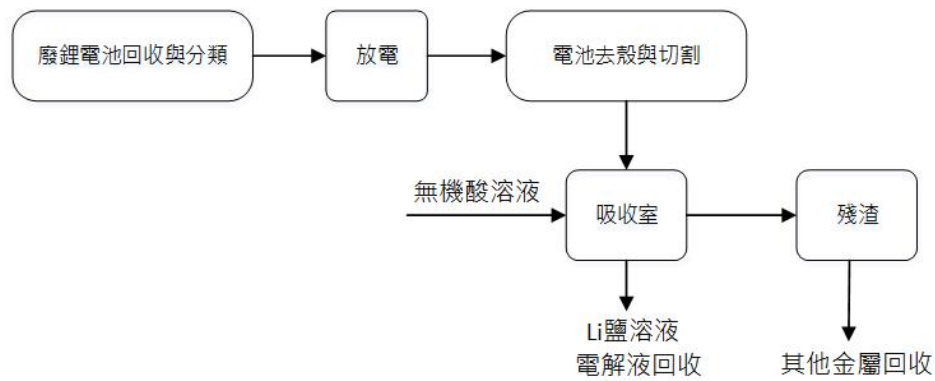 廢鋰電池回收與分類
放電
電池去殼與切割
無機酸溶液
吸收室
殘渣
Li鹽溶液
電解液回收
其他金屬回收